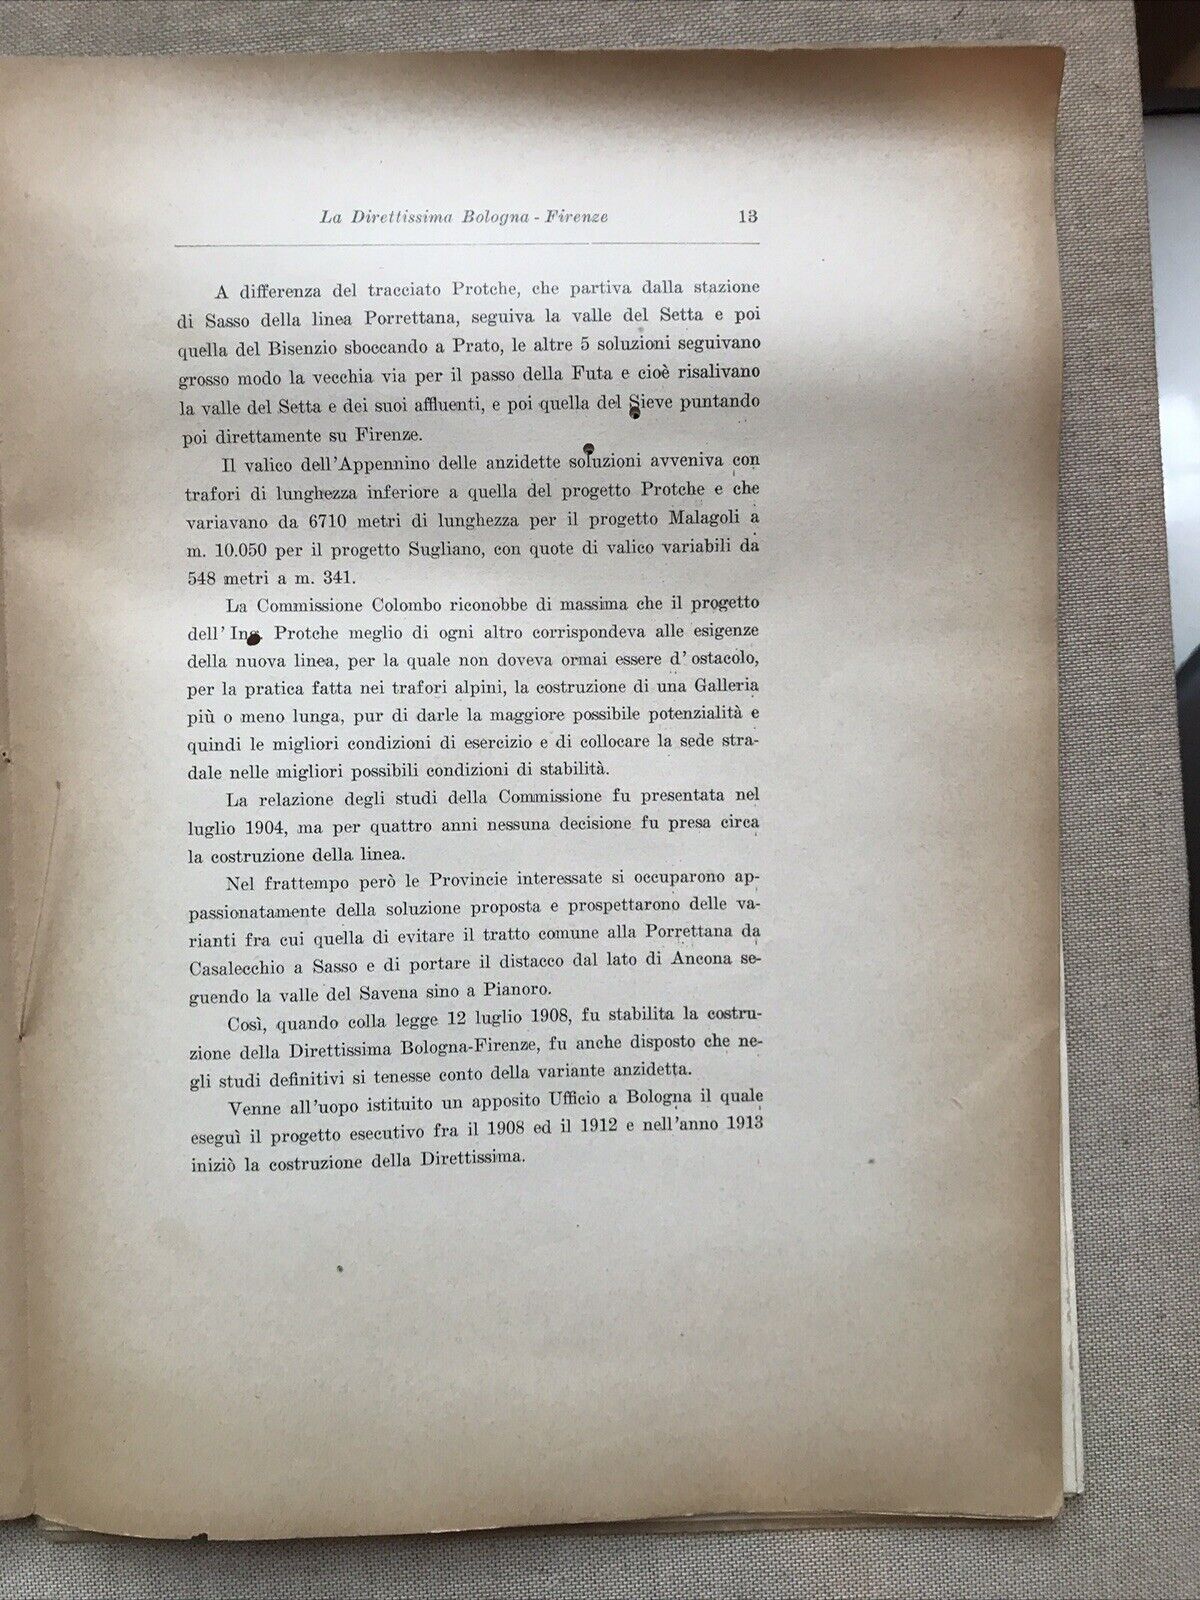 La Direttissima Bologna - Firenze 13
A differenza del tracciato Protche, che partiva dalla stazione
di Sasso della linea Porrettana, seguiva la valle del Setta e poi
quella del Bisenzio sboccando a Prato, le altre 5 soluzioni seguivano
grosso modo la vecchia via per il passo della Futa e cioè risalivano
la valle del Setta e dei suoi affluenti, e poi quella del Sieve puntando
poi direttamente su Firenze.
Il valico dell'Appennino delle anzidette soluzioni avveniva con
trafori di lunghezza inferiore a quella del progetto Protche e che
variavano da 6710 metri di lunghezza per il progetto Malagoli a
m. 10.050 per il progetto Sugliano, con quote di valico variabili da
548 metri a m. 341.
La Commissione Colombo riconobbe di massima che il progetto
dell' Ing. Protche meglio di ogni altro corrispondeva alle esigenze
della nuova linea, per la quale non doveva ormai essere d' ostacolo,
per la pratica fatta nei trafori alpini, la costruzione di una Galleria
più o meno lunga, pur di darle la maggiore possibile potenzialità e
quindi le migliori condizioni di esercizio e di collocare la sede stra-
dale nelle migliori possibili condizioni di stabilità.
La relazione degli studi della Commissione fu presentata nel
luglio 1904, ma per quattro anni nessuna decisione fu presa circa
la costruzione della linea.
Nel frattempo però le Provincie interessate si occuparono ap-
passionatamente della soluzione proposta e prospettarono delle va-
rianti fra cui quella di evitare il tratto comune alla Porrettana da
Casalecchio a Sasso e di portare il distacco dal lato di Ancona se-
guendo la valle del Savena sino a Pianoro.
Così, quando colla legge 12 luglio 1908, fu stabilita la costru-
zione della Direttissima Bologna-Firenze, fu anche disposto che ne-
gli studi definitivi si tenesse conto della variante anzidetta.
Venne all'uopo istituito un apposito Ufficio a Bologna il quale
eseguì il progetto esecutivo fra il 1908 ed il 1912 e nell'anno 1913
iniziò la costruzione della Direttissima.